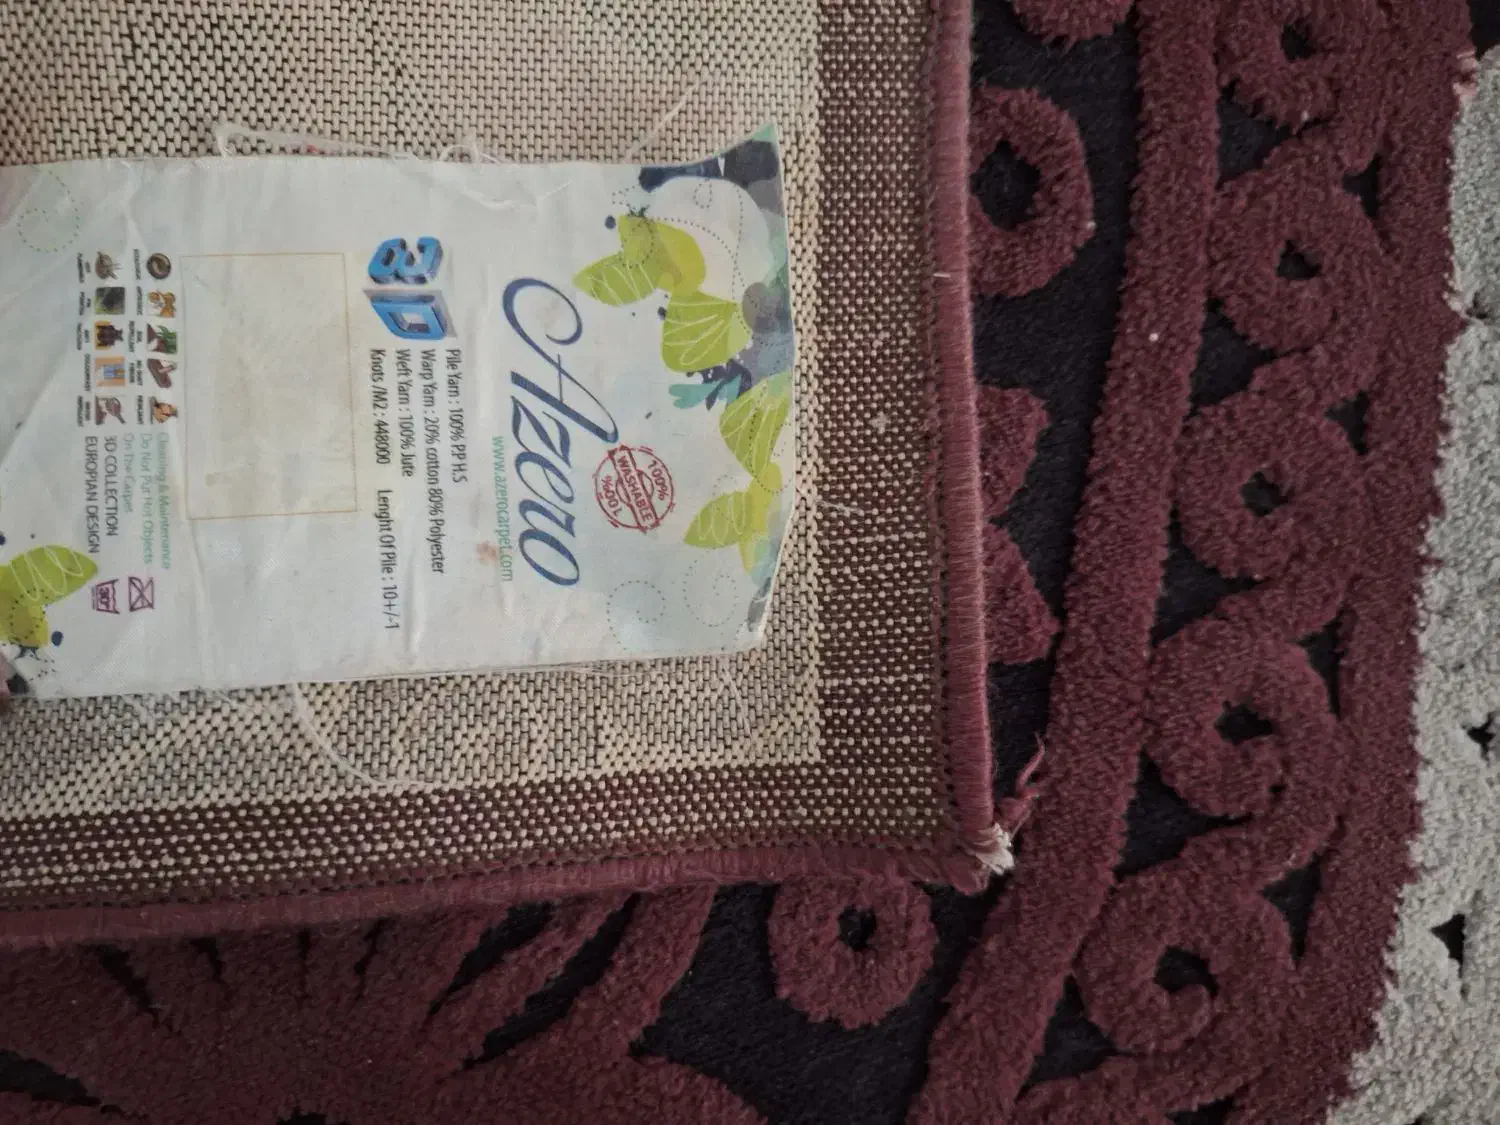 100%
WASHABLE
100%
Azero
www.azerocarpet.com
Pile Yarn : 100% P.P H.S
Warp Yarn : 20% cotton 80% Polyester
Weft Yarn : 100% Jute
Knots /M2 : 448000 Lenght Of Pile : 10+/-1
3D
Cleaning & Maintenance
Do Not Put Hot Objects
On The Carpet
3D COLLECTION
EUROPIAN DESIGN
30°